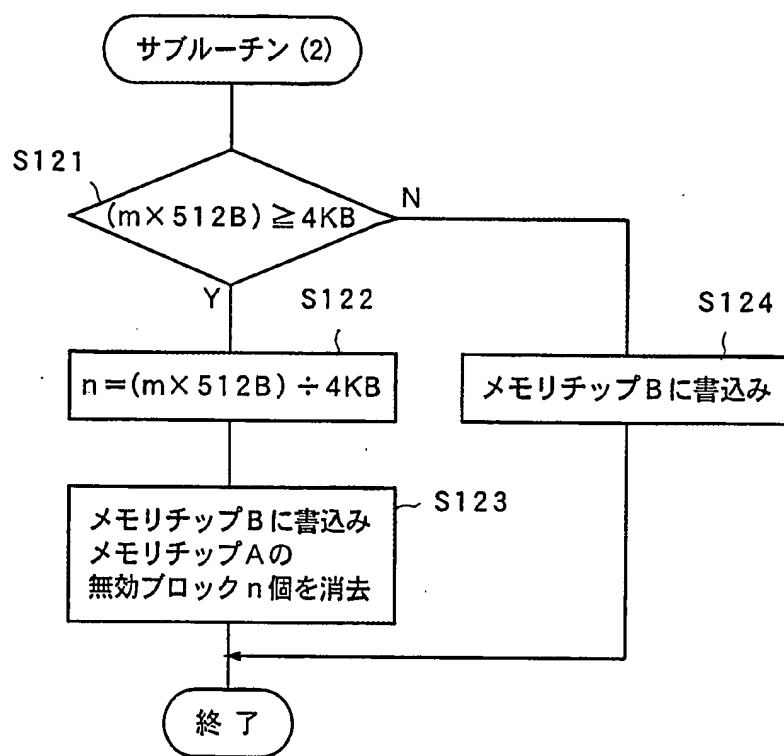 サブルーチン(2)
S121
(m×512B)≧4KB
N
Y
S122
n=(m×512B)÷4KB
S124
メモリチップBに書込み
S123
メモリチップBに書込み
メモリチップAの
無効ブロックn個を消去
終了